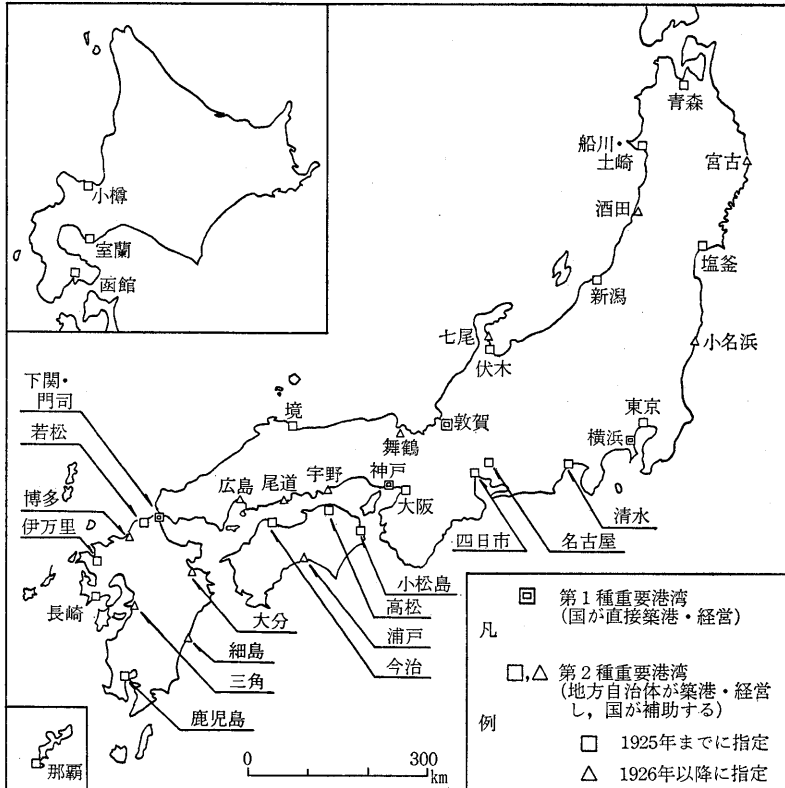 青森
船川・
土崎
宮古
酒田
小樽
塩釜
室蘭
新潟
函館
七尾
小名浜
伏木
下関・
門司
境
敦賀
東京
若松
舞鶴
横浜
広島
尾道
宇野
神戸
博多
大阪
伊万里
清水
四日市
名古屋
小松島
長崎
大分
高松
浦戸
細島
今治
三角
鹿児島
那覇
0
300
km
凡
例
第1種重要港湾
(国が直接築港・経営)
□,△ 第2種重要港湾
(地方自治体が築港・経営
し,国が補助する)
□ 1925年までに指定
△ 1926年以降に指定